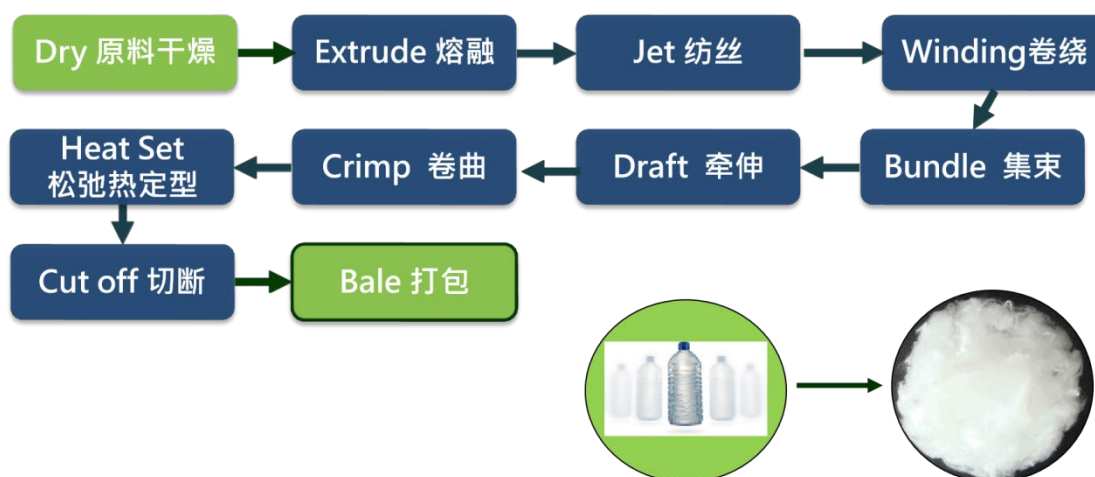 Dry 原料干燥
Extrude 熔融
Jet 纺丝
Winding卷绕
Bundle 集束
Draft 牵伸
Crimp 卷曲
Heat Set
松弛热定型
Cut off 切断
Bale 打包